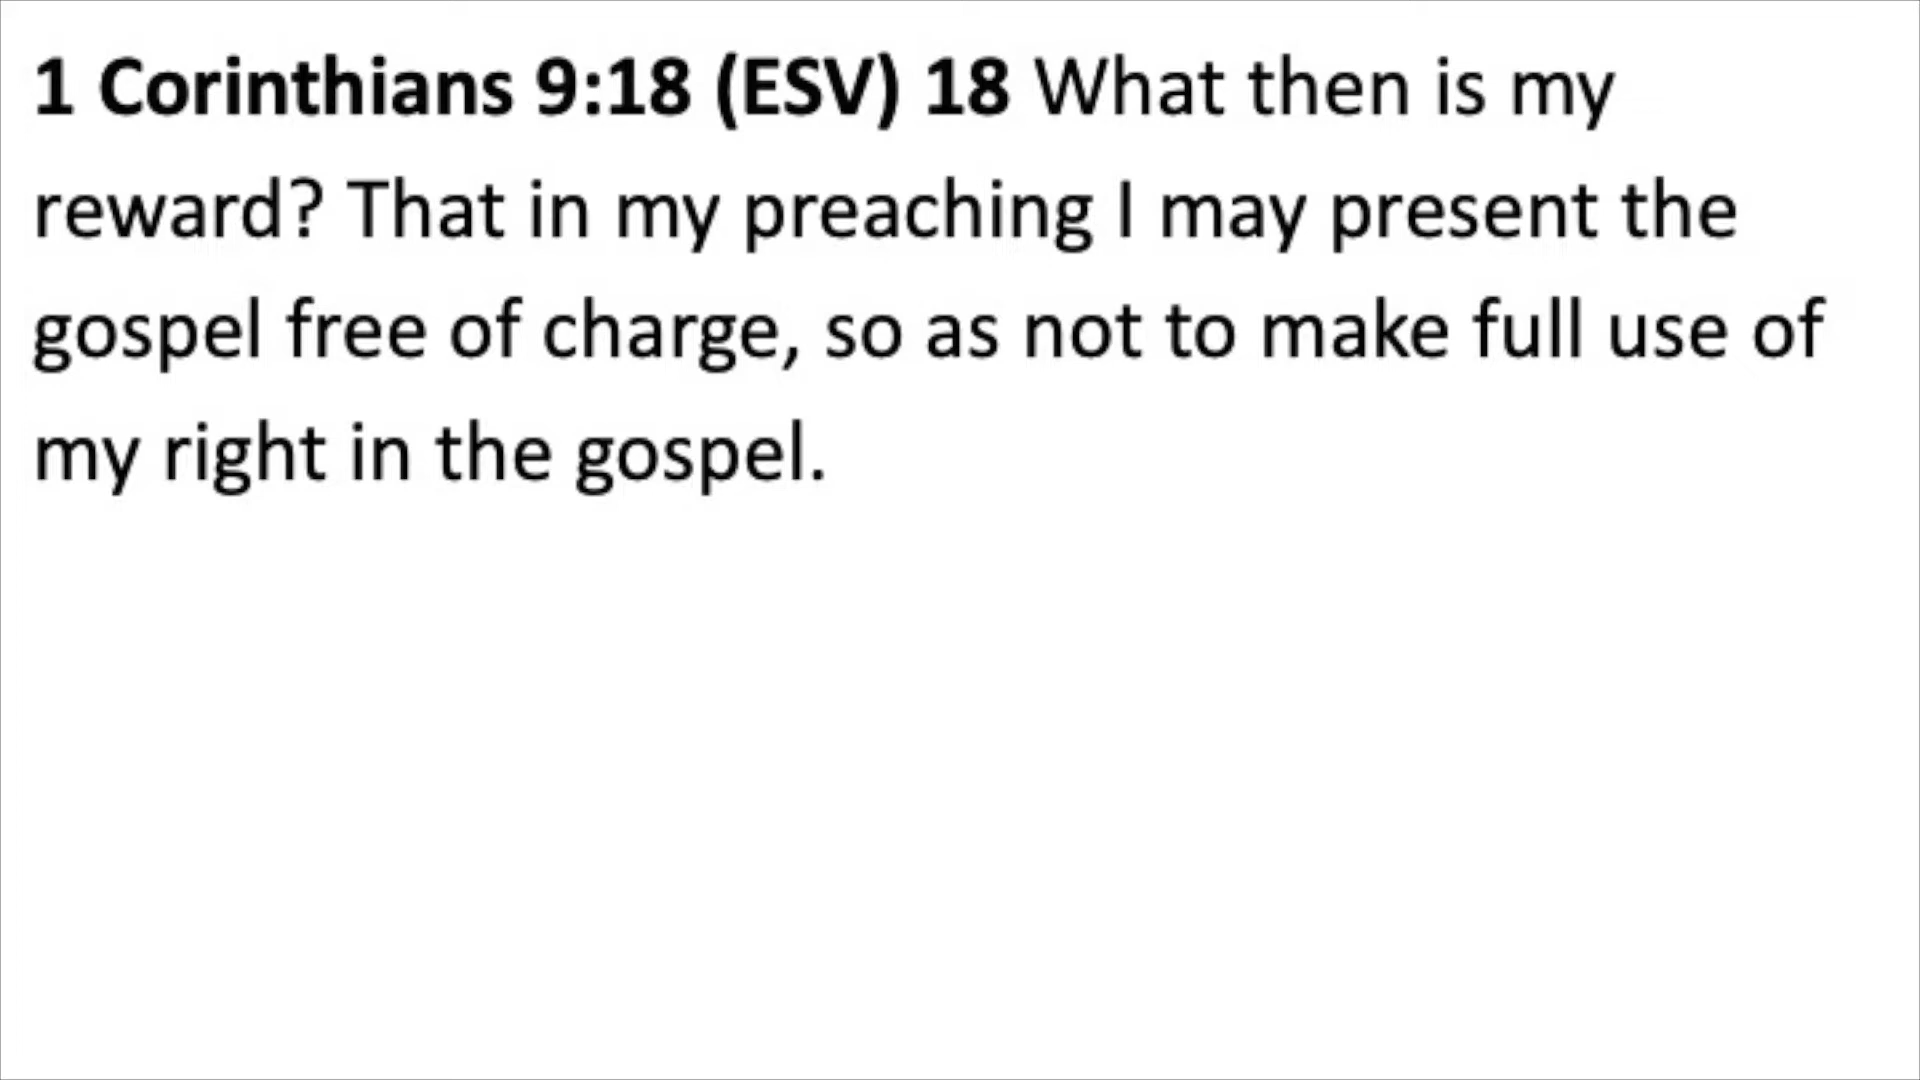 1 Corinthians 9:18 (ESV) 18 What then is my
reward? That in my preaching I may present the
gospel free of charge, so as not to make full use of
my right in the gospel.